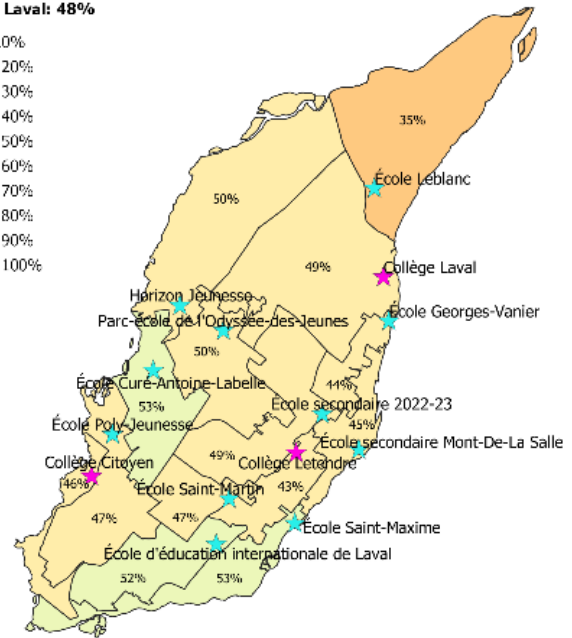 Laval: 48%
0%
20%
30%
40%
50%
60%
70%
80%
90%
100%
35%
École Leblanc
50%
49%
Collège Laval
Horizon Jeunesse
École Georges-Vanier
Parc-école de l'Odyssée-des-Jeunes
50%
École Curé-Antoine-Labelle
44%
53%
École secondaire 2022-23
École Poly-Jeunesse
45%
École secondaire Mont-De-La Salle
49%
Collège Citoyen
Collège Letendre
46%
École Saint-Martin
43%
47%
47%
École Saint-Maxime
École d'éducation internationale de Laval
52%
53%